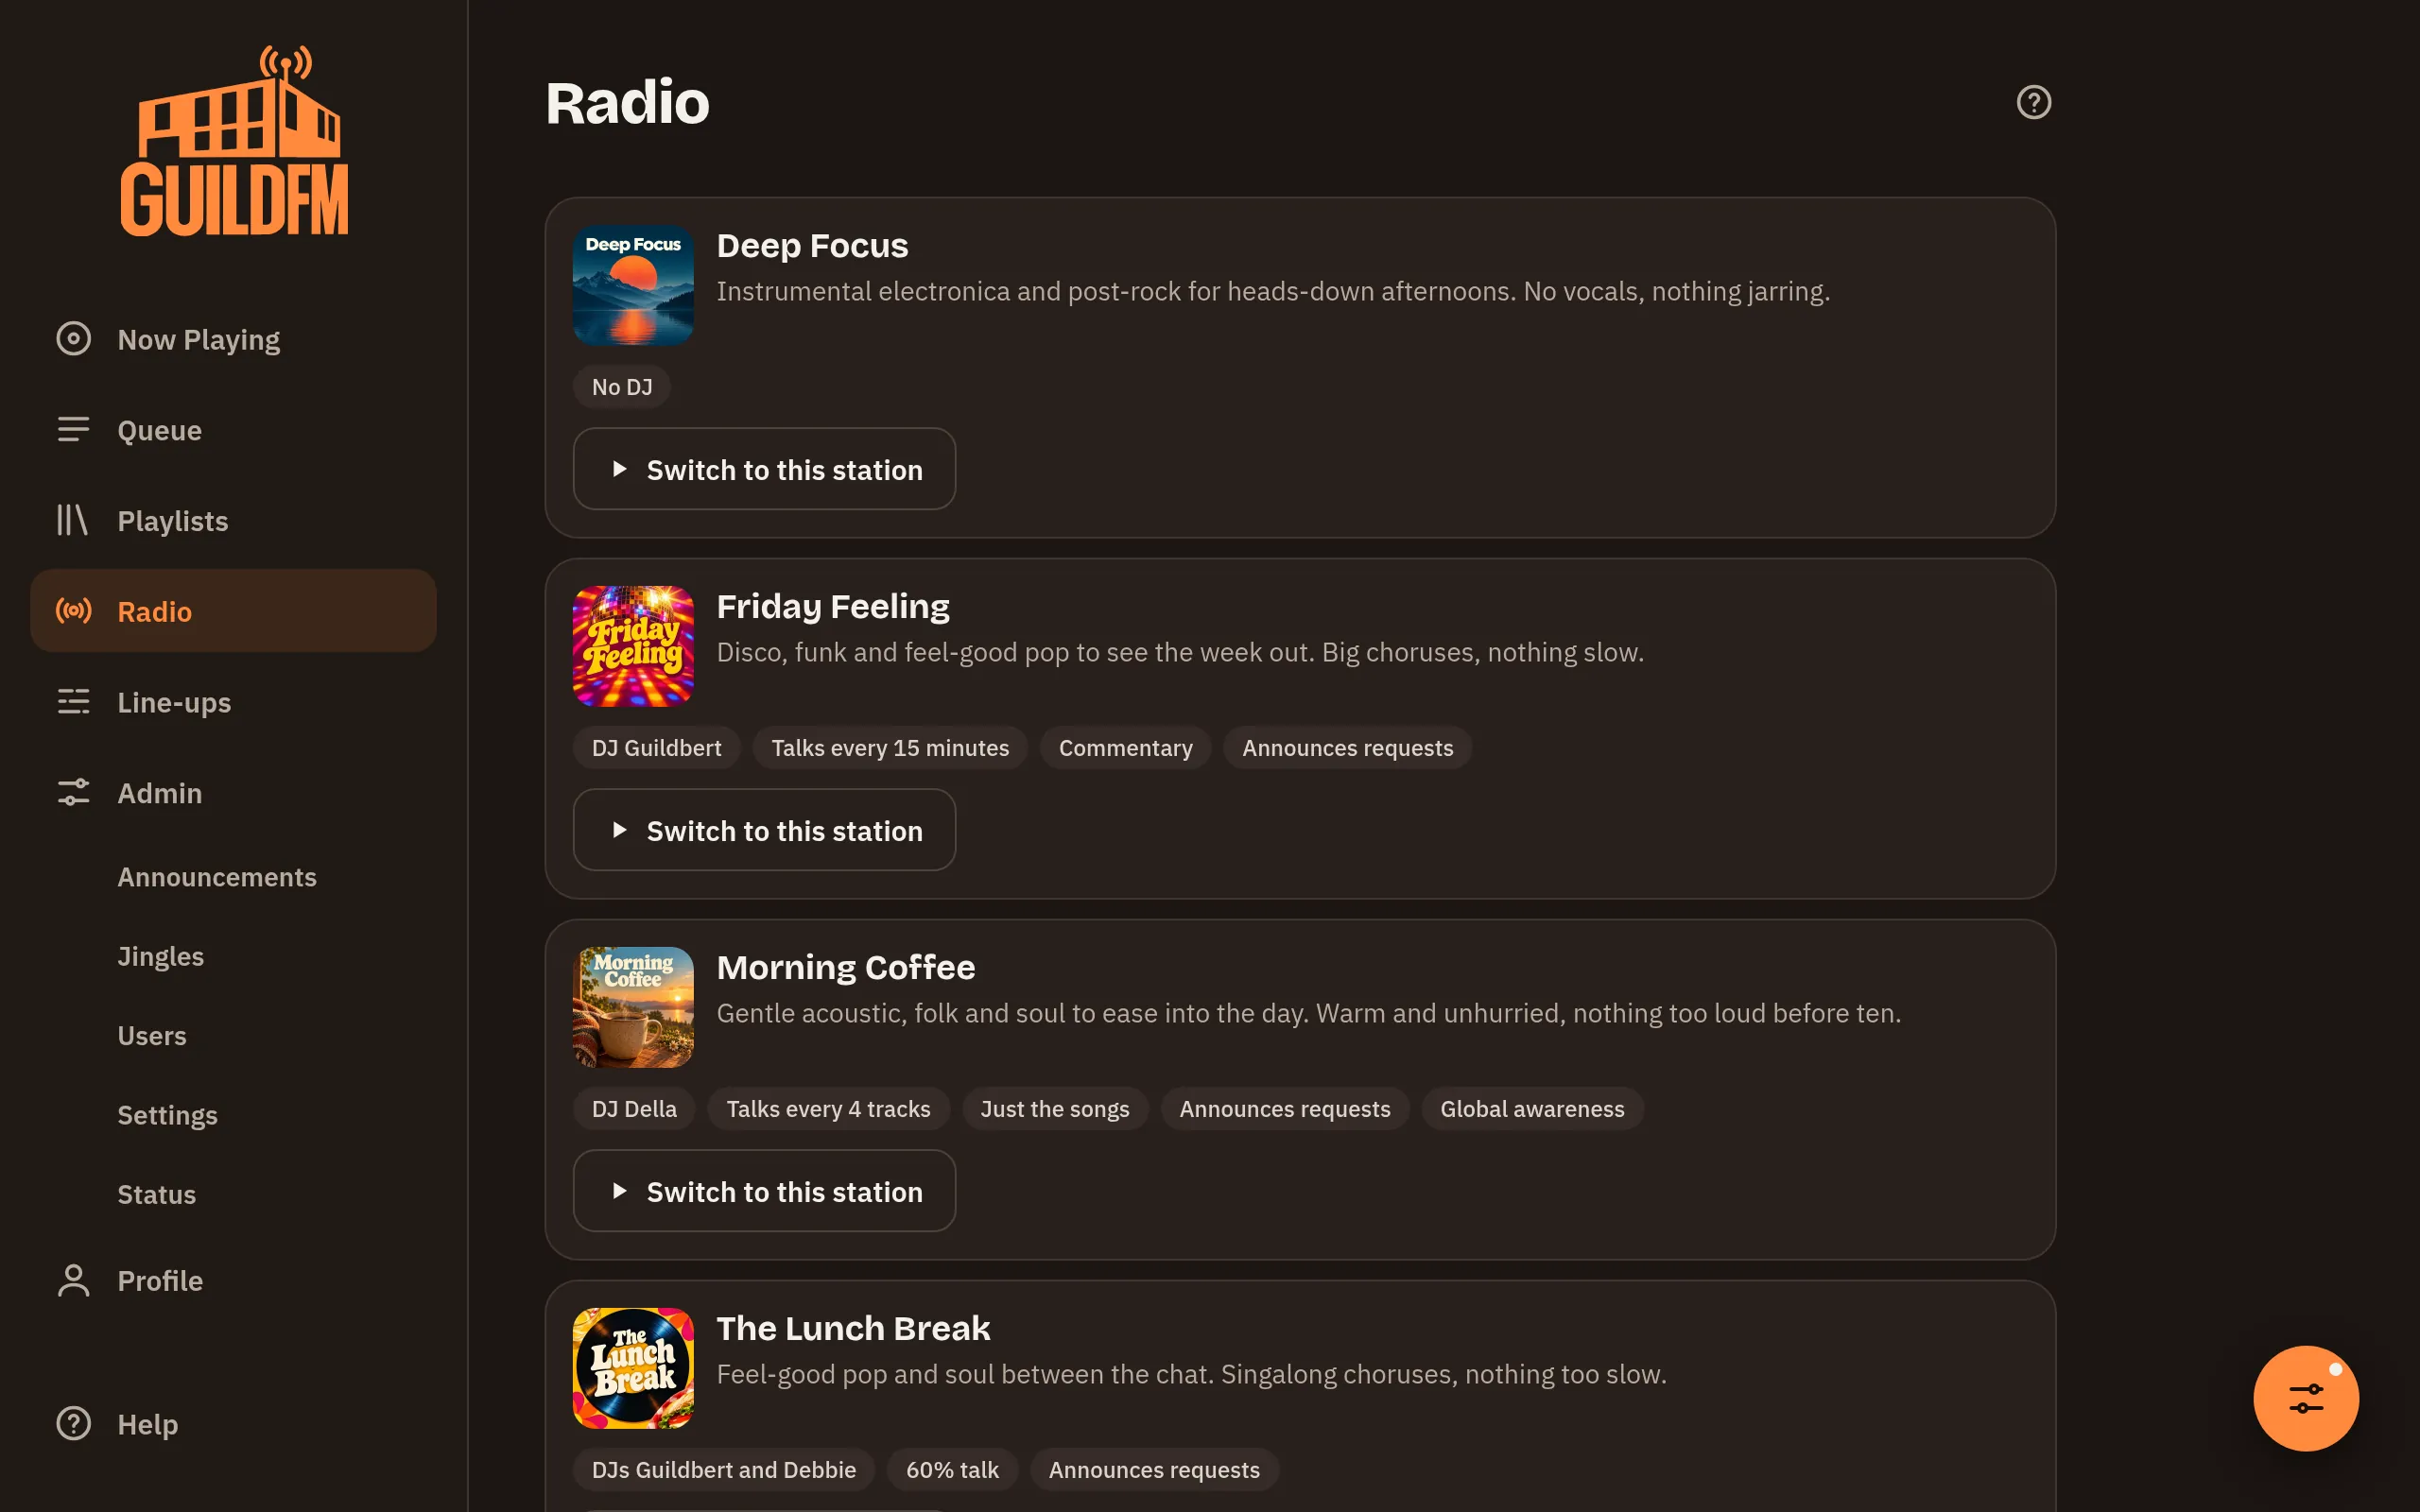 GUILDFM
Now Playing
Queue
Playlists
Radio
Line-ups
Admin
Announcements
Jingles
Users
Settings
Status
Profile
Help
Radio
Deep Focus
Deep Focus
Instrumental electronica and post-rock for heads-down afternoons. No vocals, nothing jarring.
No DJ
Switch to this station
Friday
Feeling
Friday Feeling
Disco, funk and feel-good pop to see the week out. Big choruses, nothing slow.
DJ Guildbert
Talks every 15 minutes
Commentary
Announces requests
Switch to this station
Morning
Coffee
Morning Coffee
Gentle acoustic, folk and soul to ease into the day. Warm and unhurried, nothing too loud before ten.
DJ Della
Talks every 4 tracks
Just the songs
Announces requests
Global awareness
Switch to this station
The
Lunch
Break
The Lunch Break
Feel-good pop and soul between the chat. Singalong choruses, nothing too slow.
DJs Guildbert and Debbie
60% talk
Announces requests